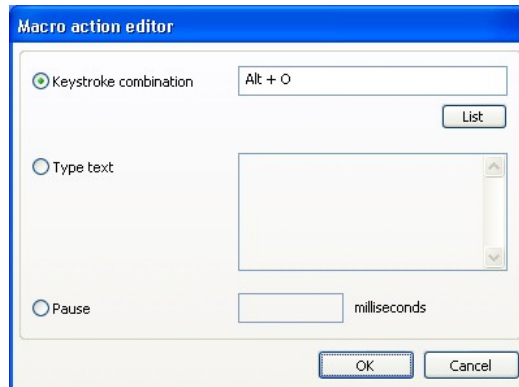 Macro action editor
Keystroke combination Alt + O
List
Type text
Pause milliseconds
OK Cancel